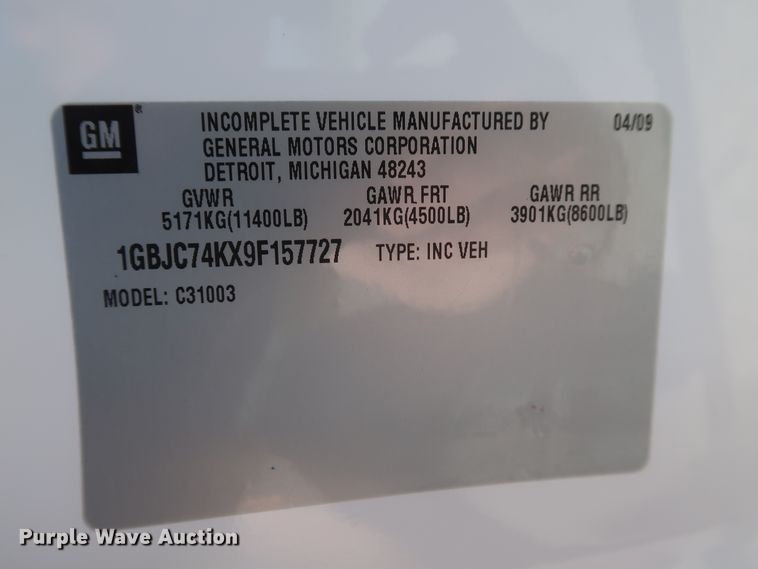 GM ® INCOMPLETE VEHICLE MANUFACTURED BY 04/09
GENERAL MOTORS CORPORATION
DETROIT, MICHIGAN 48243
GVWR GAWR FRT GAWR RR
5171KG(11400LB) 2041KG(4500LB) 3901KG(8600LB)
1GBJC74KX9F157727 TYPE: INC VEH
MODEL: C31003
Purple Wave Auction